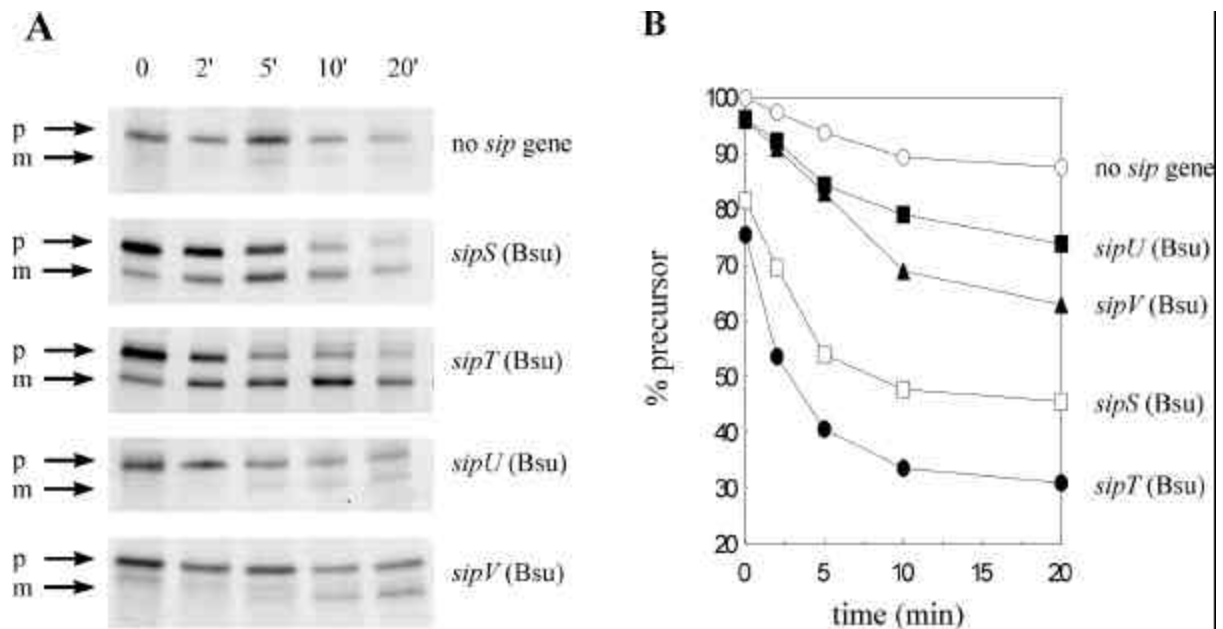 A
0 2' 5' 10' 20'
p
m
no sip gene
p
m
sipS (Bsu)
p
m
sipT (Bsu)
p
m
sipU (Bsu)
p
m
sipV (Bsu)
B
100
90
80
70
60
50
40
30
20
% precursor
0 5 10 15 20
time (min)
no sip gene
sipU (Bsu)
sipV (Bsu)
sipS (Bsu)
sipT (Bsu)